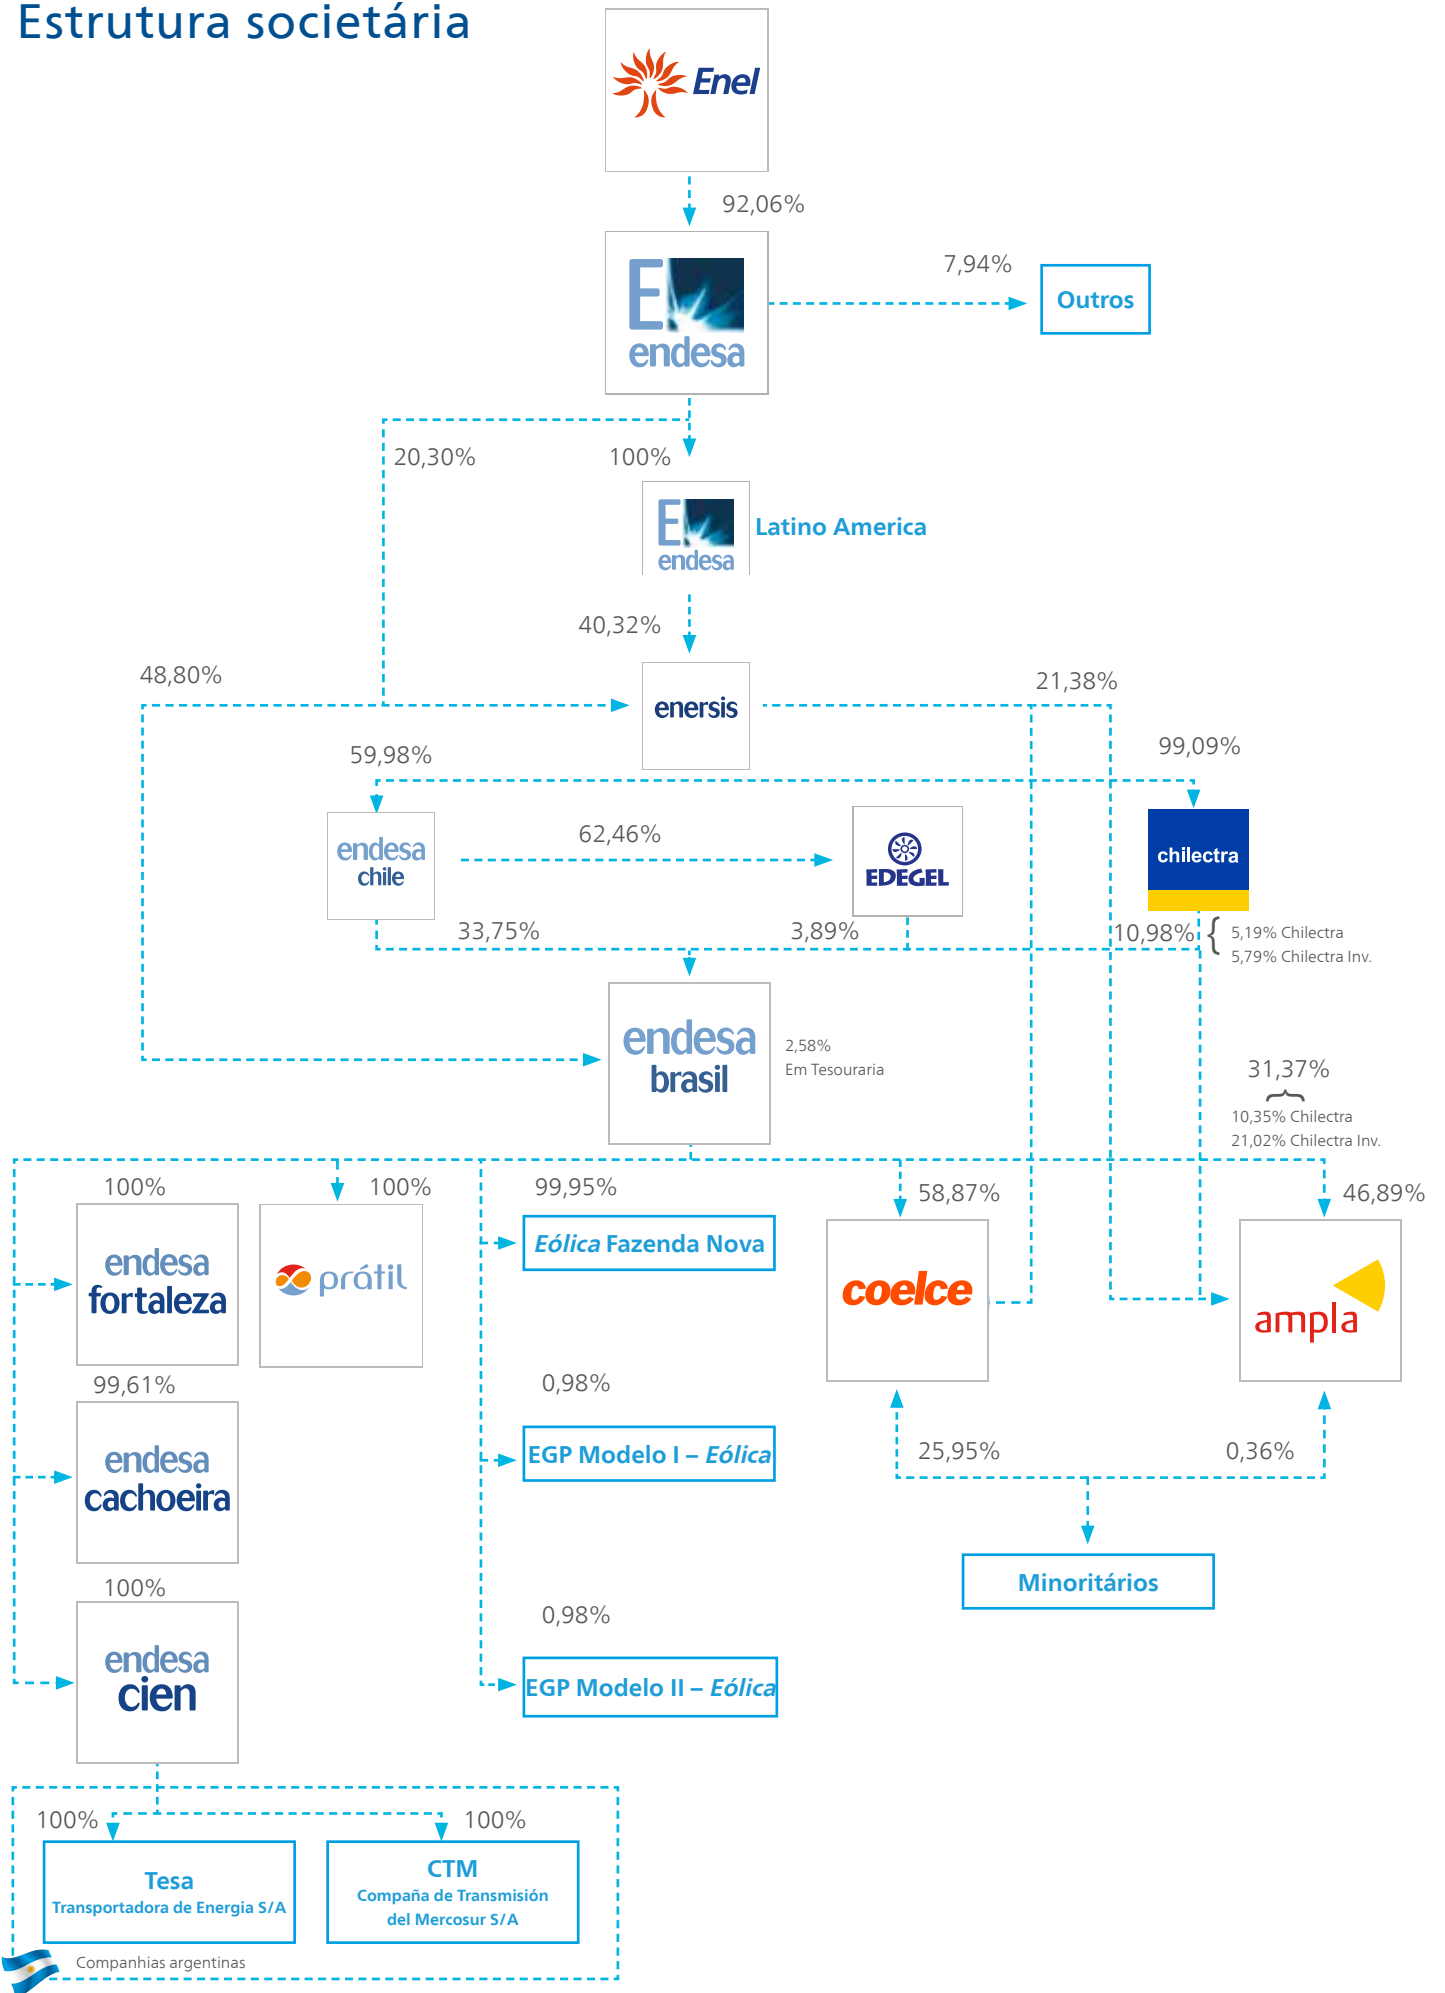 Estrutura societária
Enel
92,06%
7,94%
Outros
E
endesa
20,30%
100%
E
endesa
Latino America
40,32%
48,80%
21,38%
enersis
59,98%
99,09%
endesa
chile
62,46%
EDEGEL
chilectra
33,75%
3,89%
10,98% {
5,19% Chilectra
5,79% Chilectra Inv.
endesa
brasil
2,58%
Em Tesouraria
31,37%
10,35% Chilectra
21,02% Chilectra Inv.
100%
100%
99,95%
58,87%
46,89%
endesa
fortaleza
prátil
Eólica Fazenda Nova
coelce
ampla
99,61%
0,98%
endesa
cachoeira
EGP Modelo I – Eólica
25,95%
0,36%
Minoritários
100%
0,98%
endesa
cien
EGP Modelo II – Eólica
100%
100%
Tesa
Transportadora de Energia S/A
CTM
Compaña de Transmisión
del Mercosur S/A
Companhias argentinas